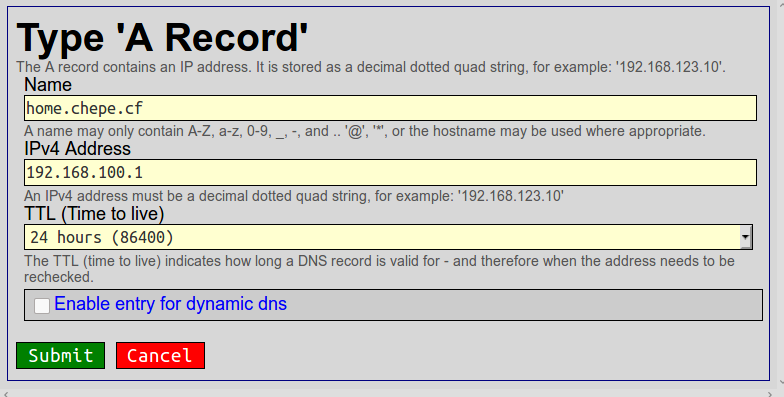 Type 'A Record'
The A record contains an IP address. It is stored as a decimal dotted quad string, for example: '192.168.123.10'.
Name
home.chepe.cf
A name may only contain A-Z, a-z, 0-9, _, -, and .. '@', '*', or the hostname may be used where appropriate.
IPv4 Address
192.168.100.1
An IPv4 address must be a decimal dotted quad string, for example: '192.168.123.10'
TTL (Time to live)
24 hours (86400)
The TTL (time to live) indicates how long a DNS record is valid for - and therefore when the address needs to be
rechecked.
Enable entry for dynamic dns
Submit Cancel